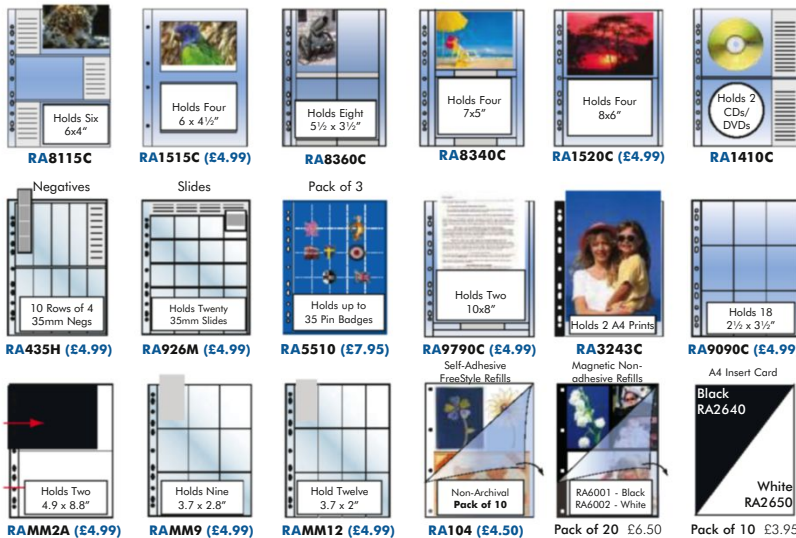 Holds Six
6x4"
RA8115C
Holds Four
6 x 4½"
RA1515C (£4.99)
Holds Eight
5½ x 3½"
RA8360C
Holds Four
7x5"
RA8340C
Holds Four
8x6"
RA1520C (£4.99)
Holds 2
CDs/
DVDs
RA1410C
Negatives
10 Rows of 4
35mm Negs
RA435H (£4.99)
Slides
Holds Twenty
35mm Slides
RA926M (£4.99)
Pack of 3
Holds up to
35 Pin Badges
RA5510 (£7.95)
Holds Two
10x8"
RA9790C (£4.99)
Holds 2 A4 Prints
RA3243C
Holds 18
2½ x 3½"
RA9090C (£4.99
Holds Two
4.9 x 8.8"
RAMM2A (£4.99)
Holds Nine
3.7 x 2.8"
RAMM9 (£4.99)
Hold Twelve
3.7 x 2"
RAMM12 (£4.99)
Self-Adhesive
FreeStyle Refills
Non-Archival
Pack of 10
RA104 (£4.50)
Magnetic Non-
adhesive Refills
RA6001 - Black
RA6002 - White
Pack of 20 £6.50
A4 Insert Card
Black
RA2640
White
RA2650
Pack of 10 £3.95